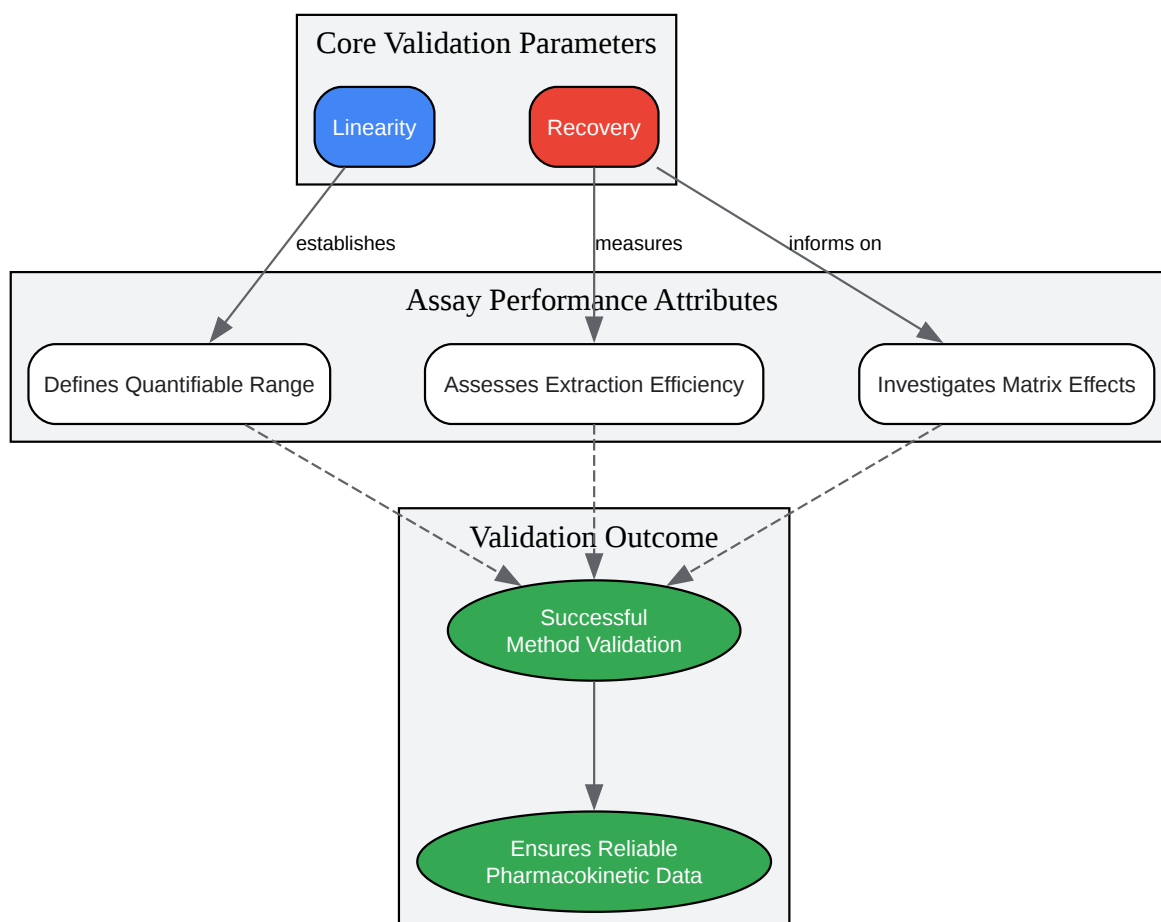 Core Validation Parameters
Linearity
Recovery
establishes
measures
informs on
Assay Performance Attributes
Defines Quantifiable Range
Assesses Extraction Efficiency
Investigates Matrix Effects
Validation Outcome
Successful
Method Validation
Ensures Reliable
Pharmacokinetic Data